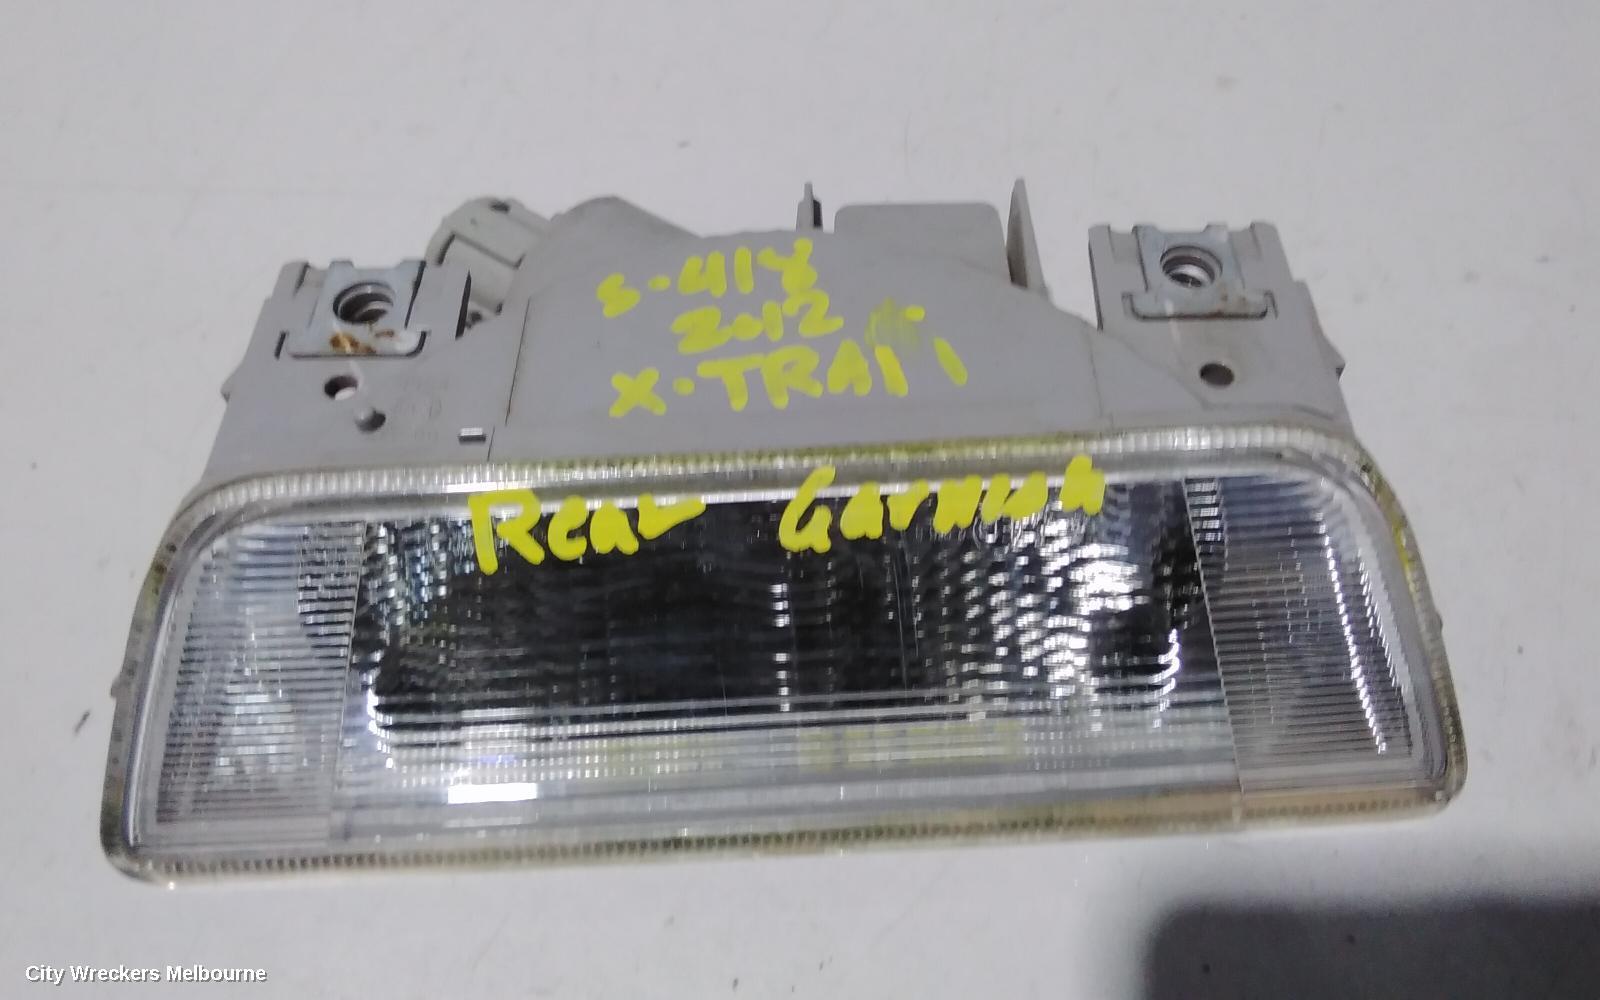 S-418
2012
X-TRAIL
Rear Garnish
City Wreckers Melbourne